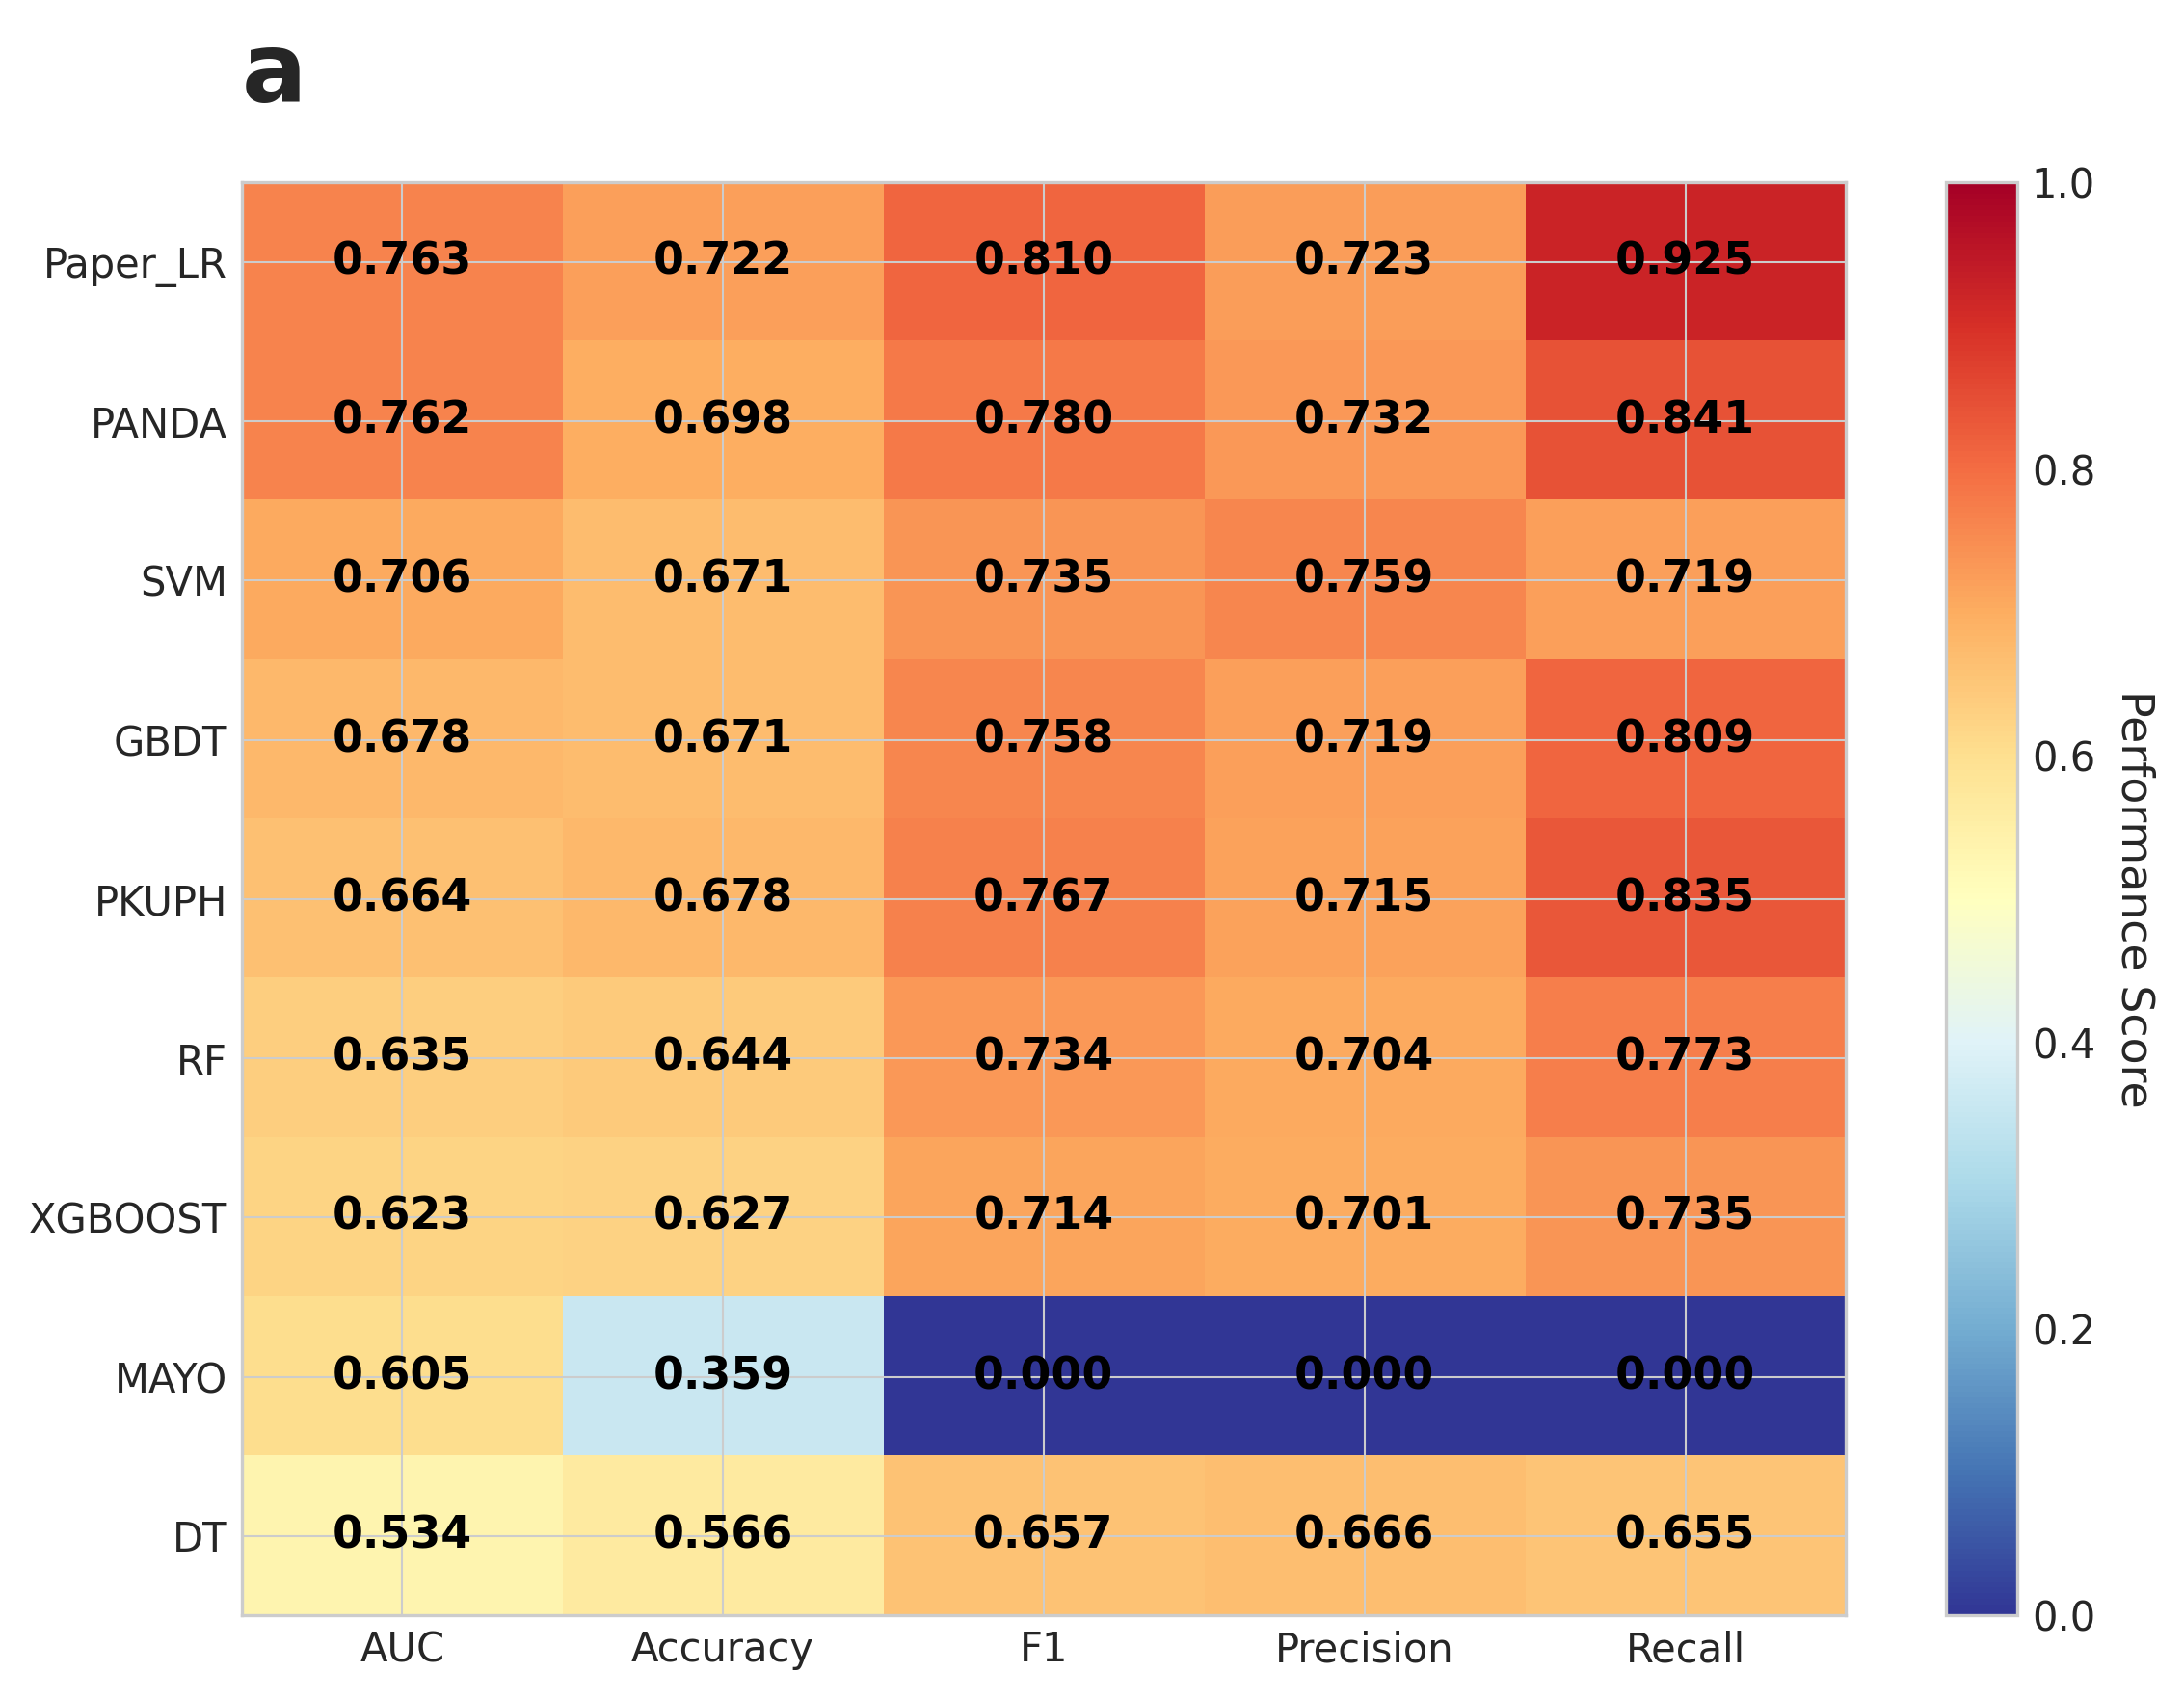 a
Paper_LR 0.763 0.722 0.810 0.723 0.925
PANDA 0.762 0.698 0.780 0.732 0.841
SVM 0.706 0.671 0.735 0.759 0.719
GBDT 0.678 0.671 0.758 0.719 0.809
PKUPH 0.664 0.678 0.767 0.715 0.835
RF 0.635 0.644 0.734 0.704 0.773
XGBOOST 0.623 0.627 0.714 0.701 0.735
MAYO 0.605 0.359 0.000 0.000 0.000
DT 0.534 0.566 0.657 0.666 0.655
AUC Accuracy F1 Precision Recall
1.0
0.8
0.6
0.4
0.2
0.0
Performance Score